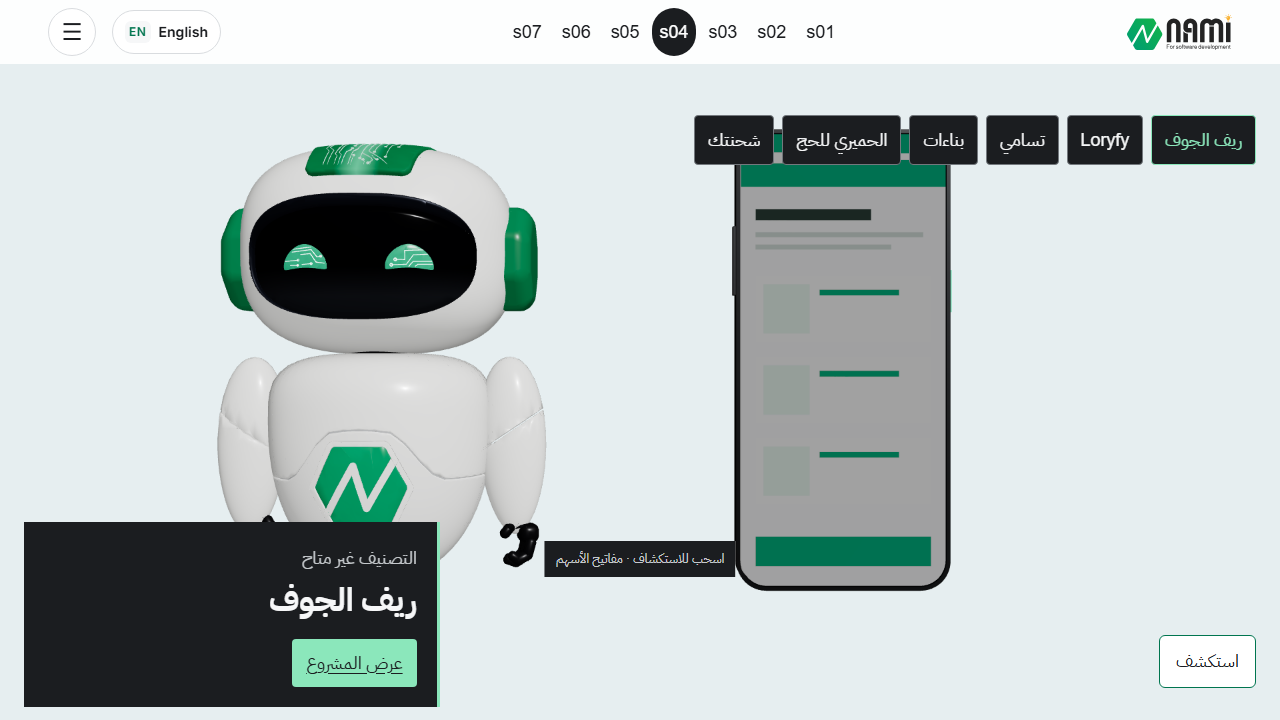 NAMI
For software development
s01
s02
s03
s04
s05
s06
s07
EN English
ريف الجوف
Loryfy
تسامي
بناءات
الحميري للحج
شحنتك
اسحب للاستكشاف · مفاتيح الأسهم
التصنيف غير متاح
ريف الجوف
عرض المشروع
استكشف